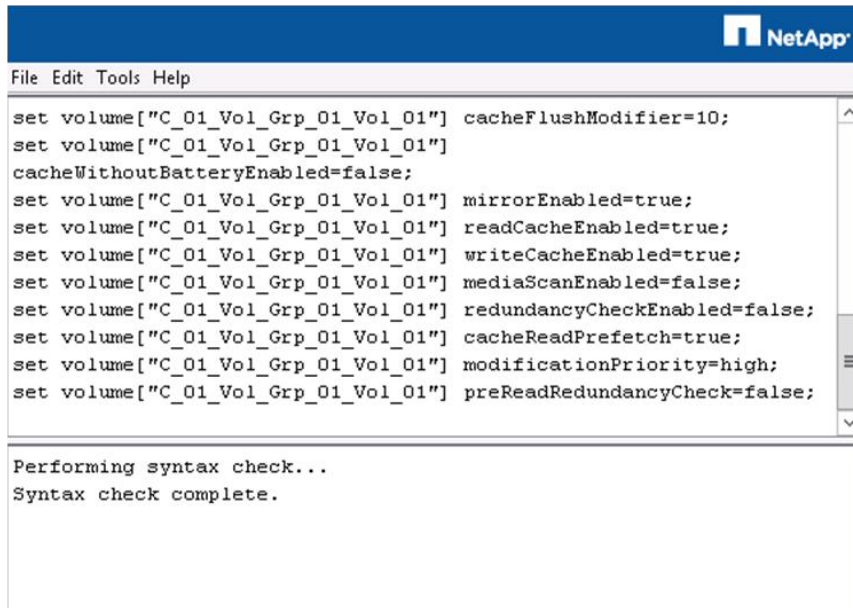 NetApp
File Edit Tools Help
set volume["C_01_Vol_Grp_01_Vol_01"] cacheFlushModifier=10;
set volume["C_01_Vol_Grp_01_Vol_01"]
cacheWithoutBatteryEnabled=false;
set volume["C_01_Vol_Grp_01_Vol_01"] mirrorEnabled=true;
set volume["C_01_Vol_Grp_01_Vol_01"] readCacheEnabled=true;
set volume["C_01_Vol_Grp_01_Vol_01"] writeCacheEnabled=true;
set volume["C_01_Vol_Grp_01_Vol_01"] mediaScanEnabled=false;
set volume["C_01_Vol_Grp_01_Vol_01"] redundancyCheckEnabled=false;
set volume["C_01_Vol_Grp_01_Vol_01"] cacheReadPrefetch=true;
set volume["C_01_Vol_Grp_01_Vol_01"] modificationPriority=high;
set volume["C_01_Vol_Grp_01_Vol_01"] preReadRedundancyCheck=false;
Performing syntax check...
Syntax check complete.